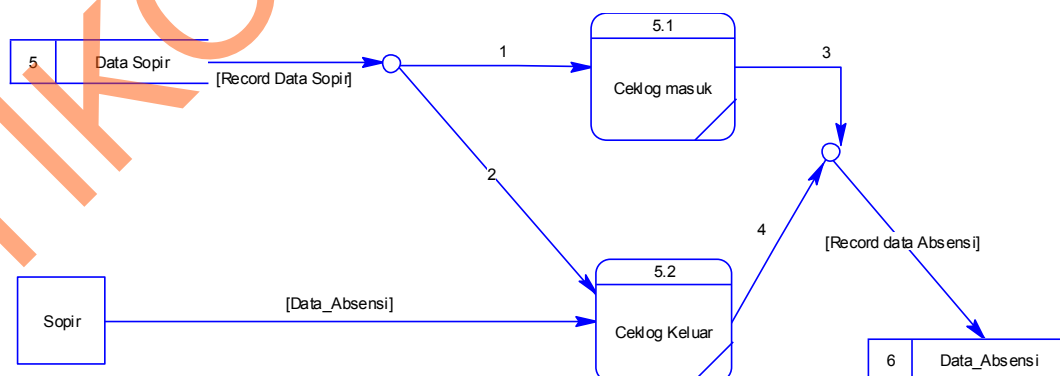 5.1
5 Data Sopir
1
3
[Record Data Sopir]
Ceklog masuk
2
4
[Record data Absensi]
5.2
[Data_Absensi]
Sopir
Ceklog Keluar
6 Data_Absensi